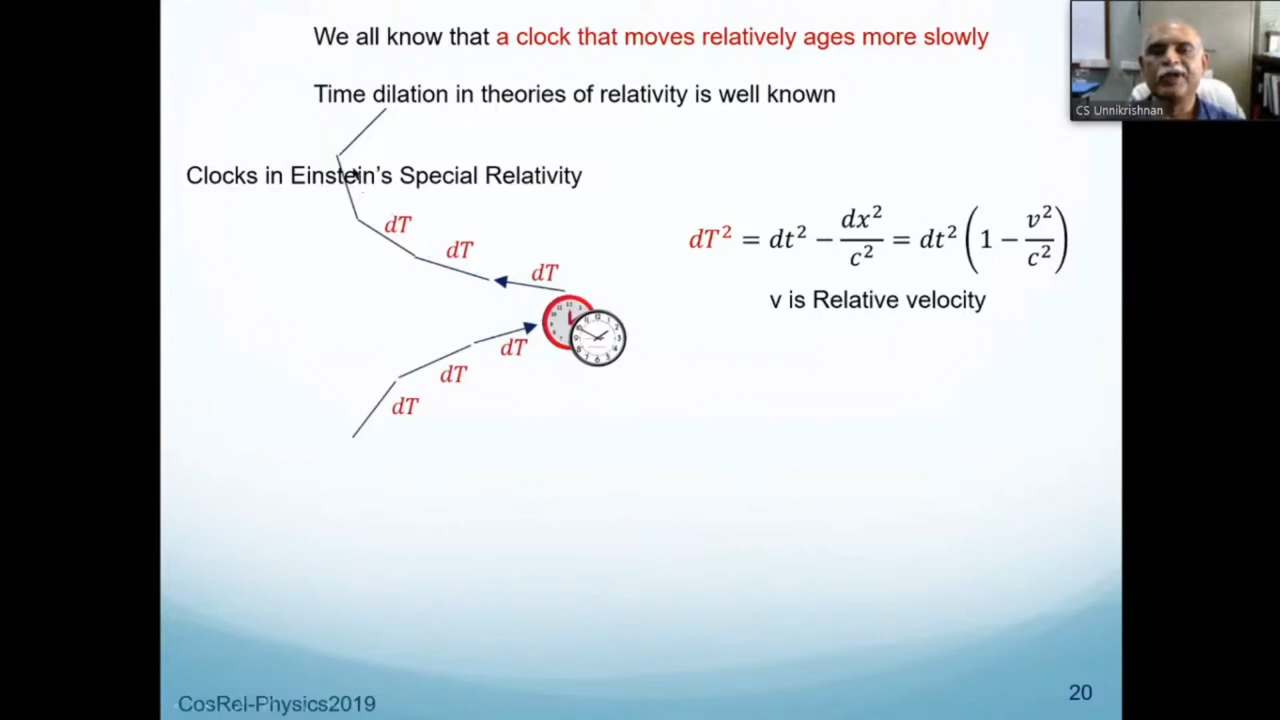 We all know that a clock that moves relatively ages more slowly
CS Unnikrishnan
Time dilation in theories of relativity is well known
Clocks in Einstein's Special Relativity
dT
dT
dT
dT² = dt² − dx²/c² = dt² (1 − v²/c²)
v is Relative velocity
dT
dT
dT
CosRel-Physics2019
20